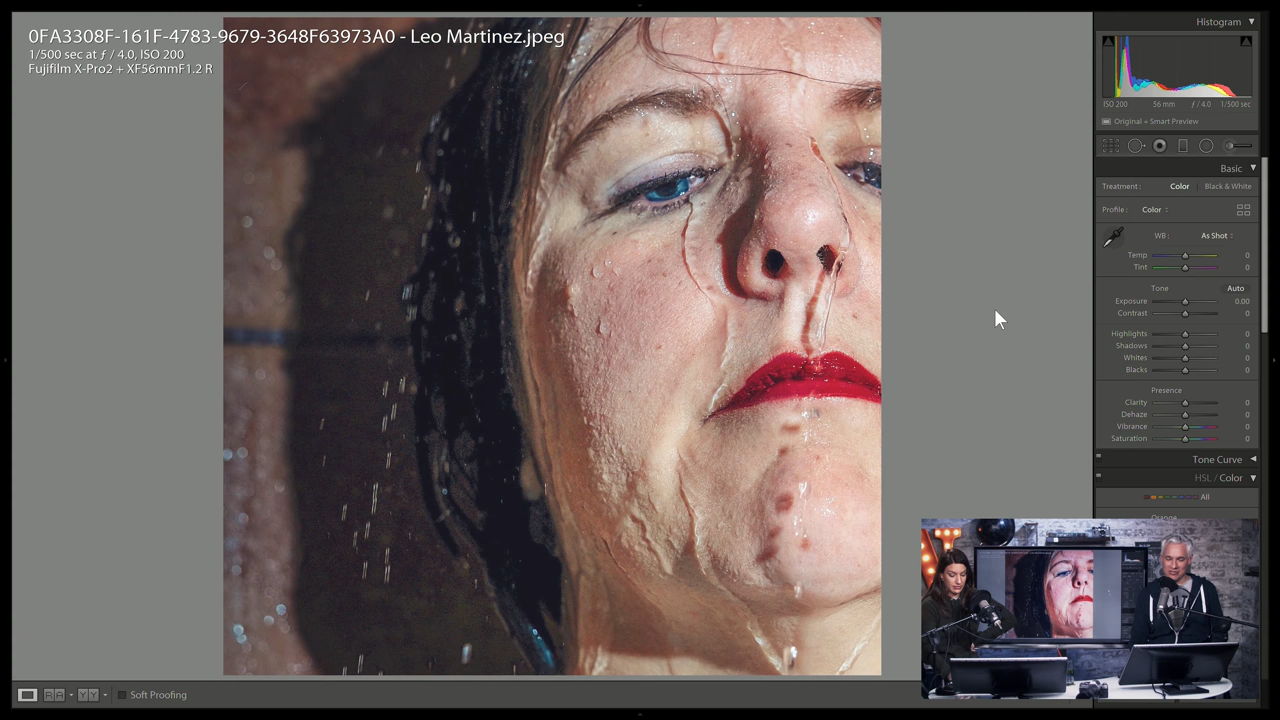 0FA3308F-161F-4783-9679-3648F63973A0 - Leo Martinez.jpeg
1/500 sec at ƒ / 4.0, ISO 200
Fujifilm X-Pro2 + XF56mmF1.2 R
Histogram
ISO 200 56 mm ƒ / 4.0 1/500 sec
Original + Smart Preview
Basic
Treatment : Color Black & White
Profile : Color
WB : As Shot
Temp 0
Tint 0
Tone Auto
Exposure 0.00
Contrast 0
Highlights 0
Shadows 0
Whites 0
Blacks 0
Presence
Clarity 0
Dehaze 0
Vibrance 0
Saturation 0
Tone Curve
HSL / Color
All
Orange
Soft Proofing